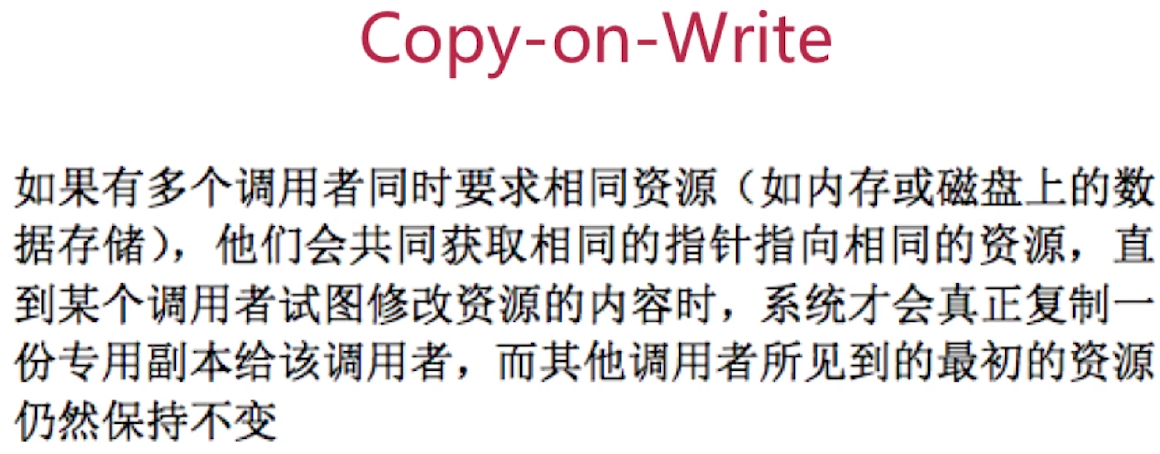 Copy-on-Write
如果有多个调用者同时要求相同资源（如内存或磁盘上的数
据存储），他们会共同获取相同的指针指向相同的资源，直
到某个调用者试图修改资源的内容时，系统才会真正复制一
份专用副本给该调用者，而其他调用者所见到的最初的资源
仍然保持不变